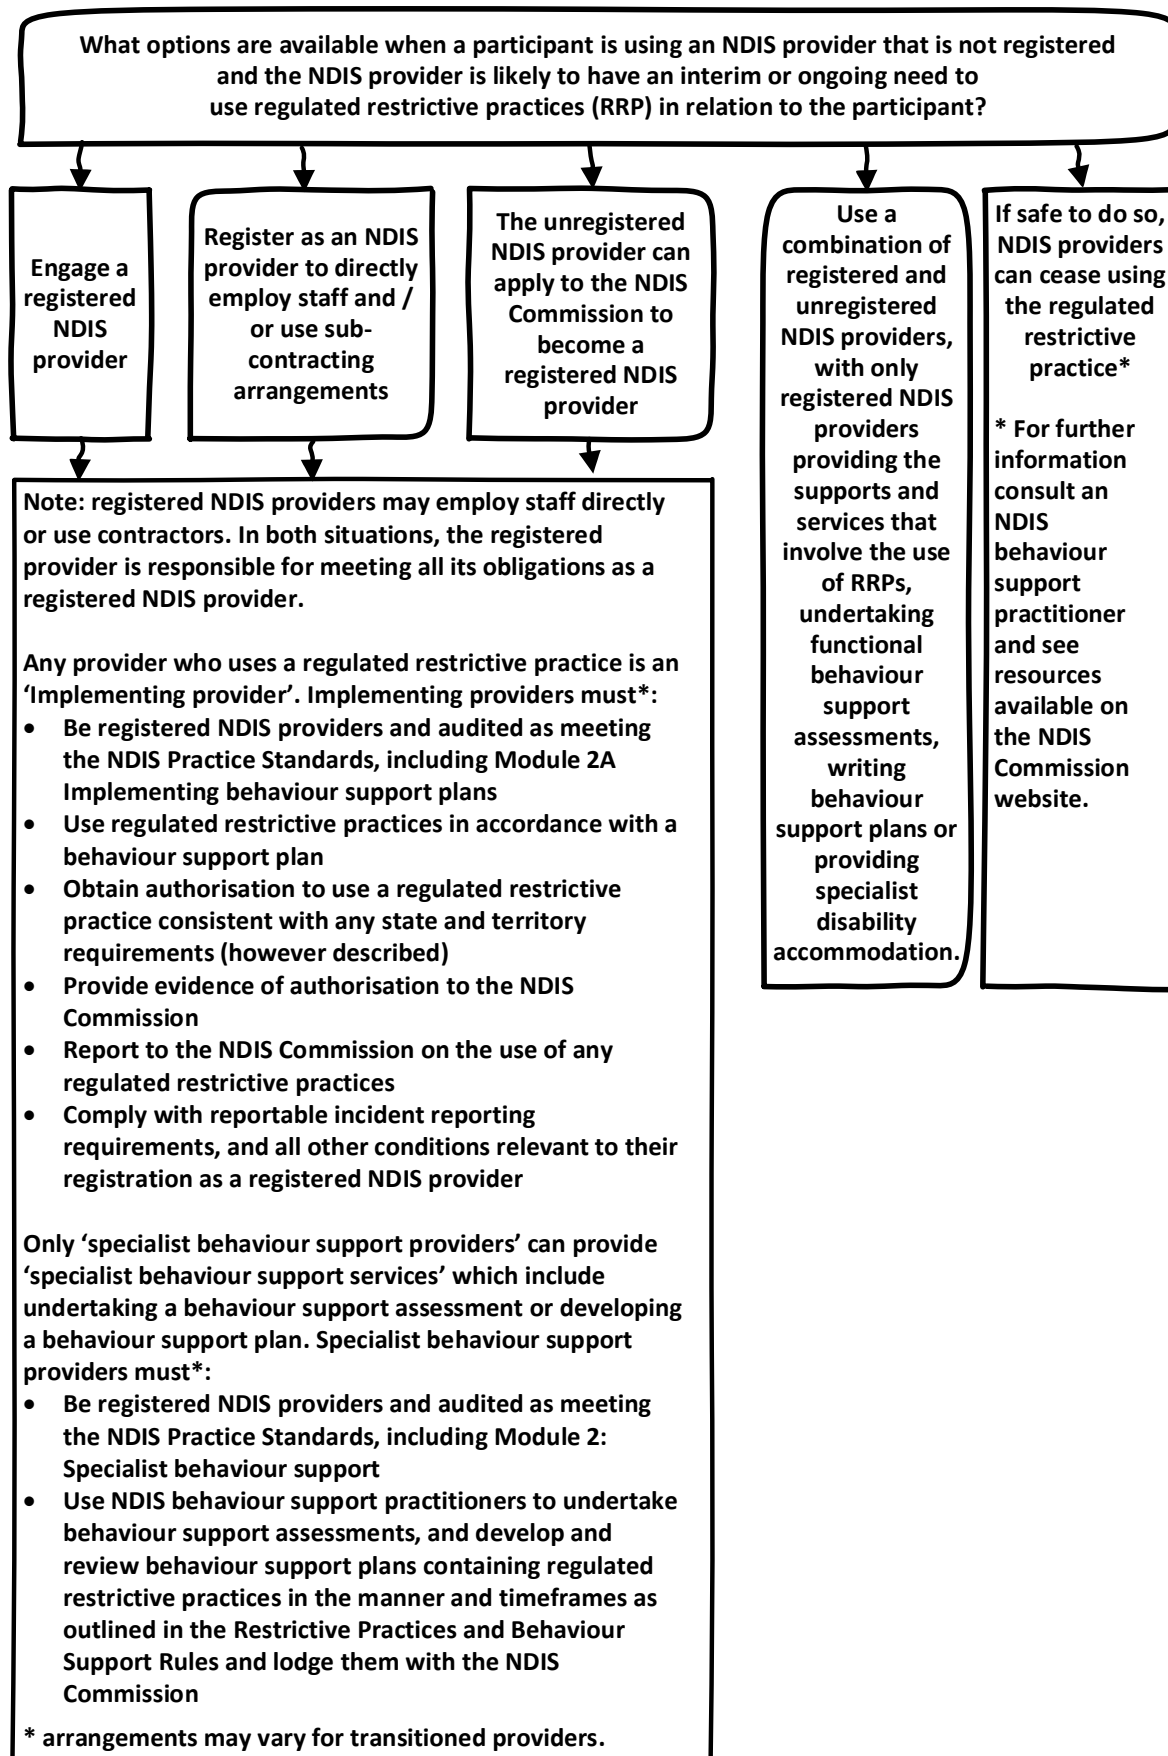 What options are available when a participant is using an NDIS provider that is not registered
and the NDIS provider is likely to have an interim or ongoing need to
use regulated restrictive practices (RRP) in relation to the participant?
Engage a
registered
NDIS
provider
Register as an NDIS
provider to directly
employ staff and /
or use sub-
contracting
arrangements
The unregistered
NDIS provider can
apply to the NDIS
Commission to
become a
registered NDIS
provider
Use a
combination of
registered and
unregistered
NDIS providers,
with only
registered NDIS
providers
providing the
supports and
services that
involve the use
of RRPs,
undertaking
functional
behaviour
support
assessments,
writing
behaviour
support plans or
providing
specialist
disability
accommodation.
If safe to do so,
NDIS providers
can cease using
the regulated
restrictive
practice*
* For further
information
consult an
NDIS
behaviour
support
practitioner
and see
resources
available on
the NDIS
Commission
website.
Note: registered NDIS providers may employ staff directly
or use contractors. In both situations, the registered
provider is responsible for meeting all its obligations as a
registered NDIS provider.
Any provider who uses a regulated restrictive practice is an
‘Implementing provider’. Implementing providers must*:
• Be registered NDIS providers and audited as meeting
the NDIS Practice Standards, including Module 2A
Implementing behaviour support plans
• Use regulated restrictive practices in accordance with a
behaviour support plan
• Obtain authorisation to use a regulated restrictive
practice consistent with any state and territory
requirements (however described)
• Provide evidence of authorisation to the NDIS
Commission
• Report to the NDIS Commission on the use of any
regulated restrictive practices
• Comply with reportable incident reporting
requirements, and all other conditions relevant to their
registration as a registered NDIS provider
Only ‘specialist behaviour support providers’ can provide
‘specialist behaviour support services’ which include
undertaking a behaviour support assessment or developing
a behaviour support plan. Specialist behaviour support
providers must*:
• Be registered NDIS providers and audited as meeting
the NDIS Practice Standards, including Module 2:
Specialist behaviour support
• Use NDIS behaviour support practitioners to undertake
behaviour support assessments, and develop and
review behaviour support plans containing regulated
restrictive practices in the manner and timeframes as
outlined in the Restrictive Practices and Behaviour
Support Rules and lodge them with the NDIS
Commission
* arrangements may vary for transitioned providers.